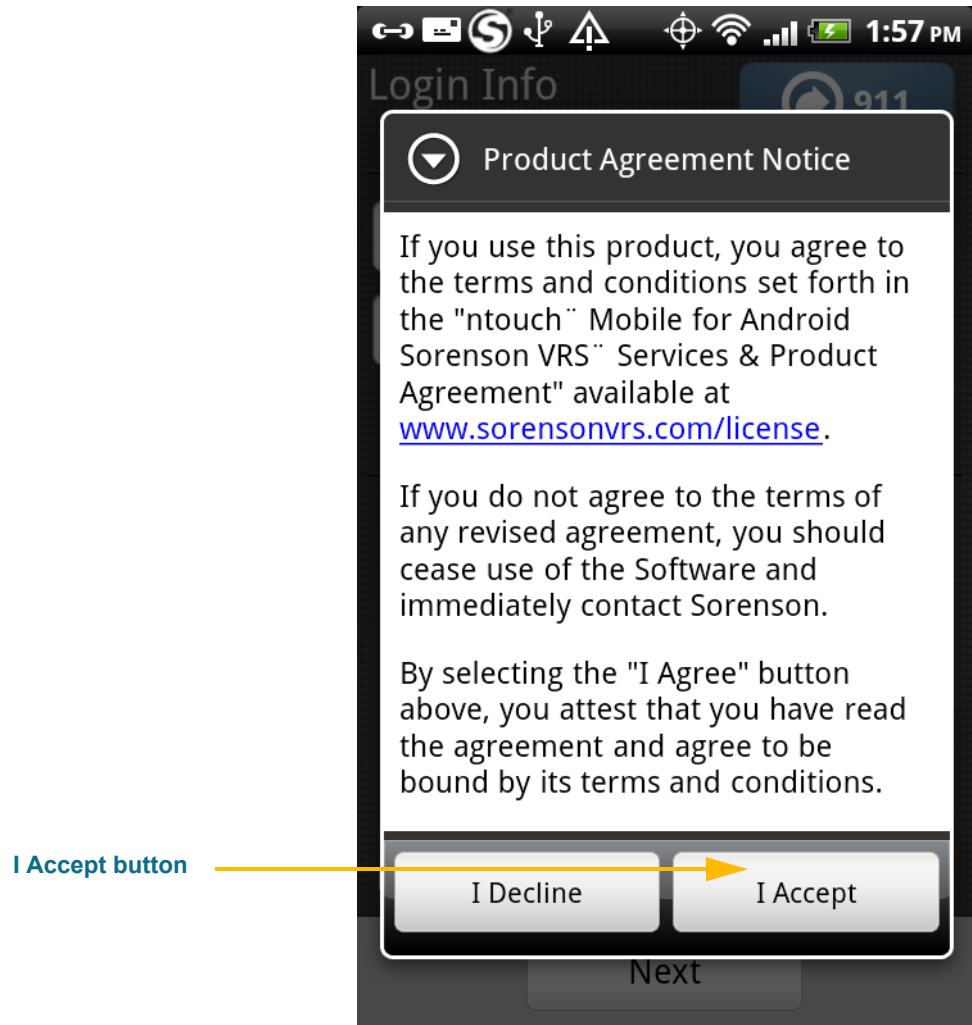 1:57 PM
Login Info
911
Product Agreement Notice
If you use this product, you agree to
the terms and conditions set forth in
the "ntouch¨ Mobile for Android
Sorenson VRS¨ Services & Product
Agreement" available at
www.sorensonvrs.com/license.
If you do not agree to the terms of
any revised agreement, you should
cease use of the Software and
immediately contact Sorenson.
By selecting the "I Agree" button
above, you attest that you have read
the agreement and agree to be
bound by its terms and conditions.
I Accept button
I Decline
I Accept
Next